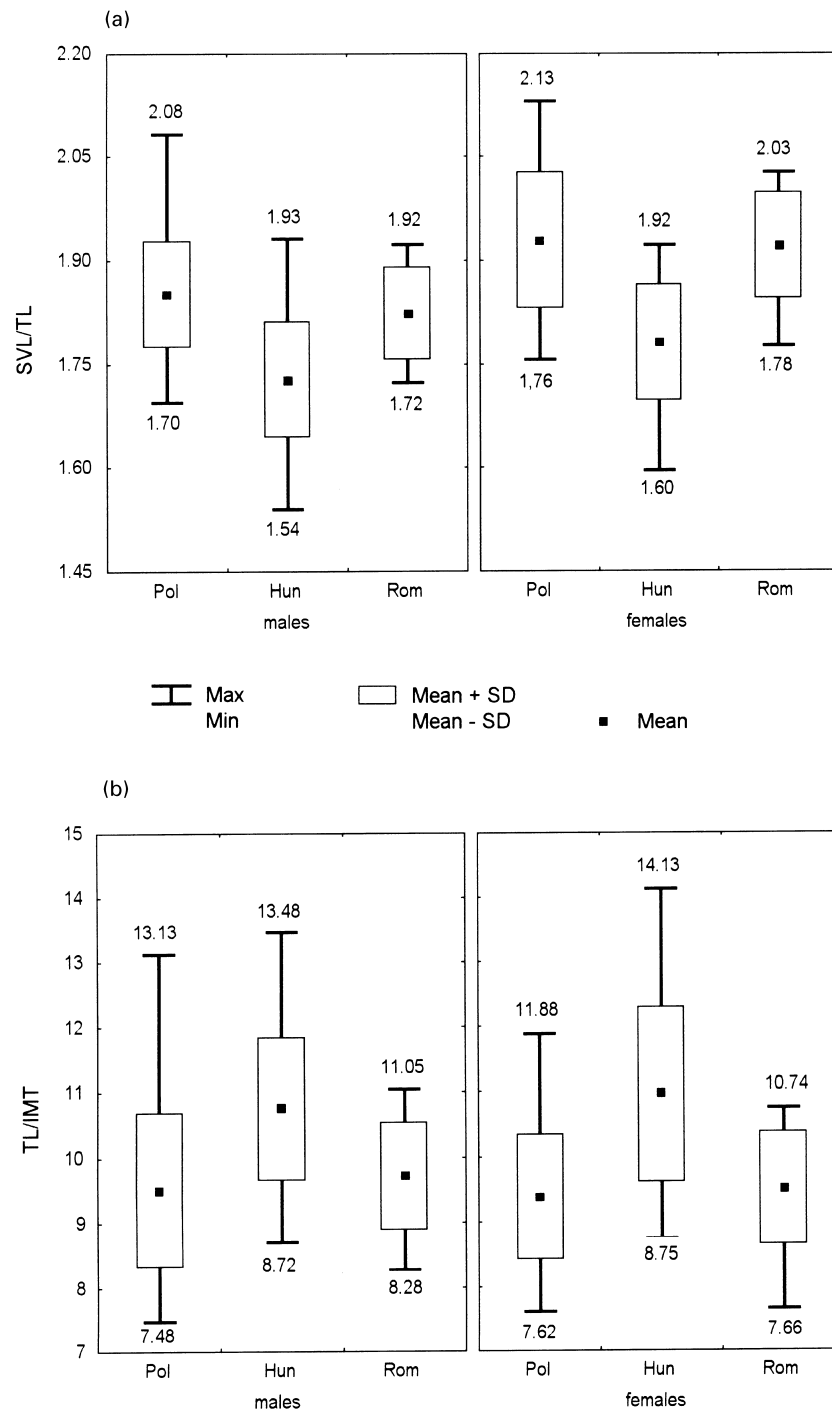 (a)
2.20
2.05
1.90
1.75
1.60
1.45
SVL/TL
2.08
1.93
1.92
1.70
1.54
1.72
2.13
1.92
2.03
1,76
1.60
1.78
Pol Hun Rom
males
Pol Hun Rom
females
Max
Min
Mean + SD
Mean - SD
Mean
(b)
15
14
13
12
11
10
9
8
7
TL/IMT
13.13
13.48
11.05
7.48
8.72
8.28
11.88
14.13
10.74
7.62
8.75
7.66
Pol Hun Rom
males
Pol Hun Rom
females